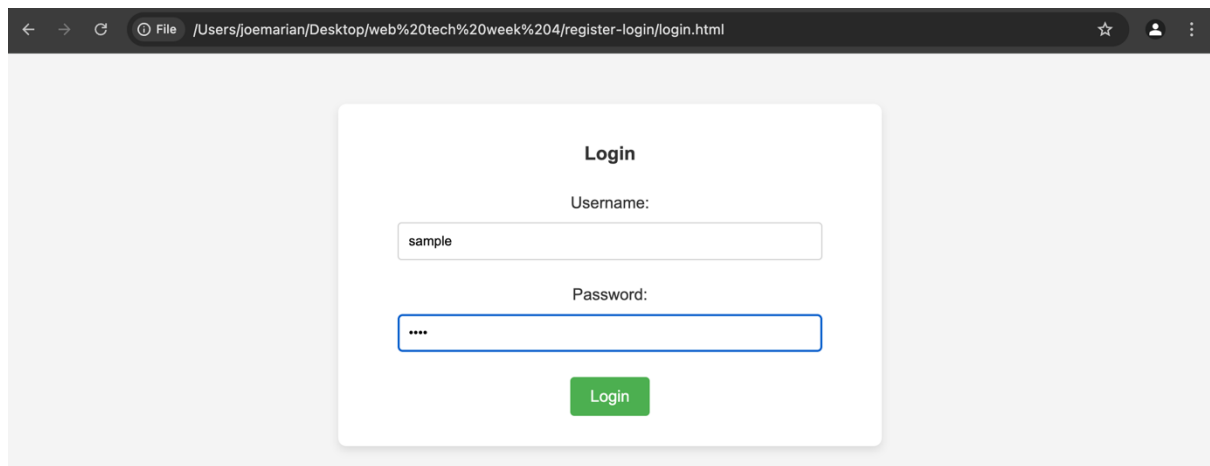 File /Users/joemarian/Desktop/web%20tech%20week%204/register-login/login.html
Login
Username:
sample
Password:
••••
Login